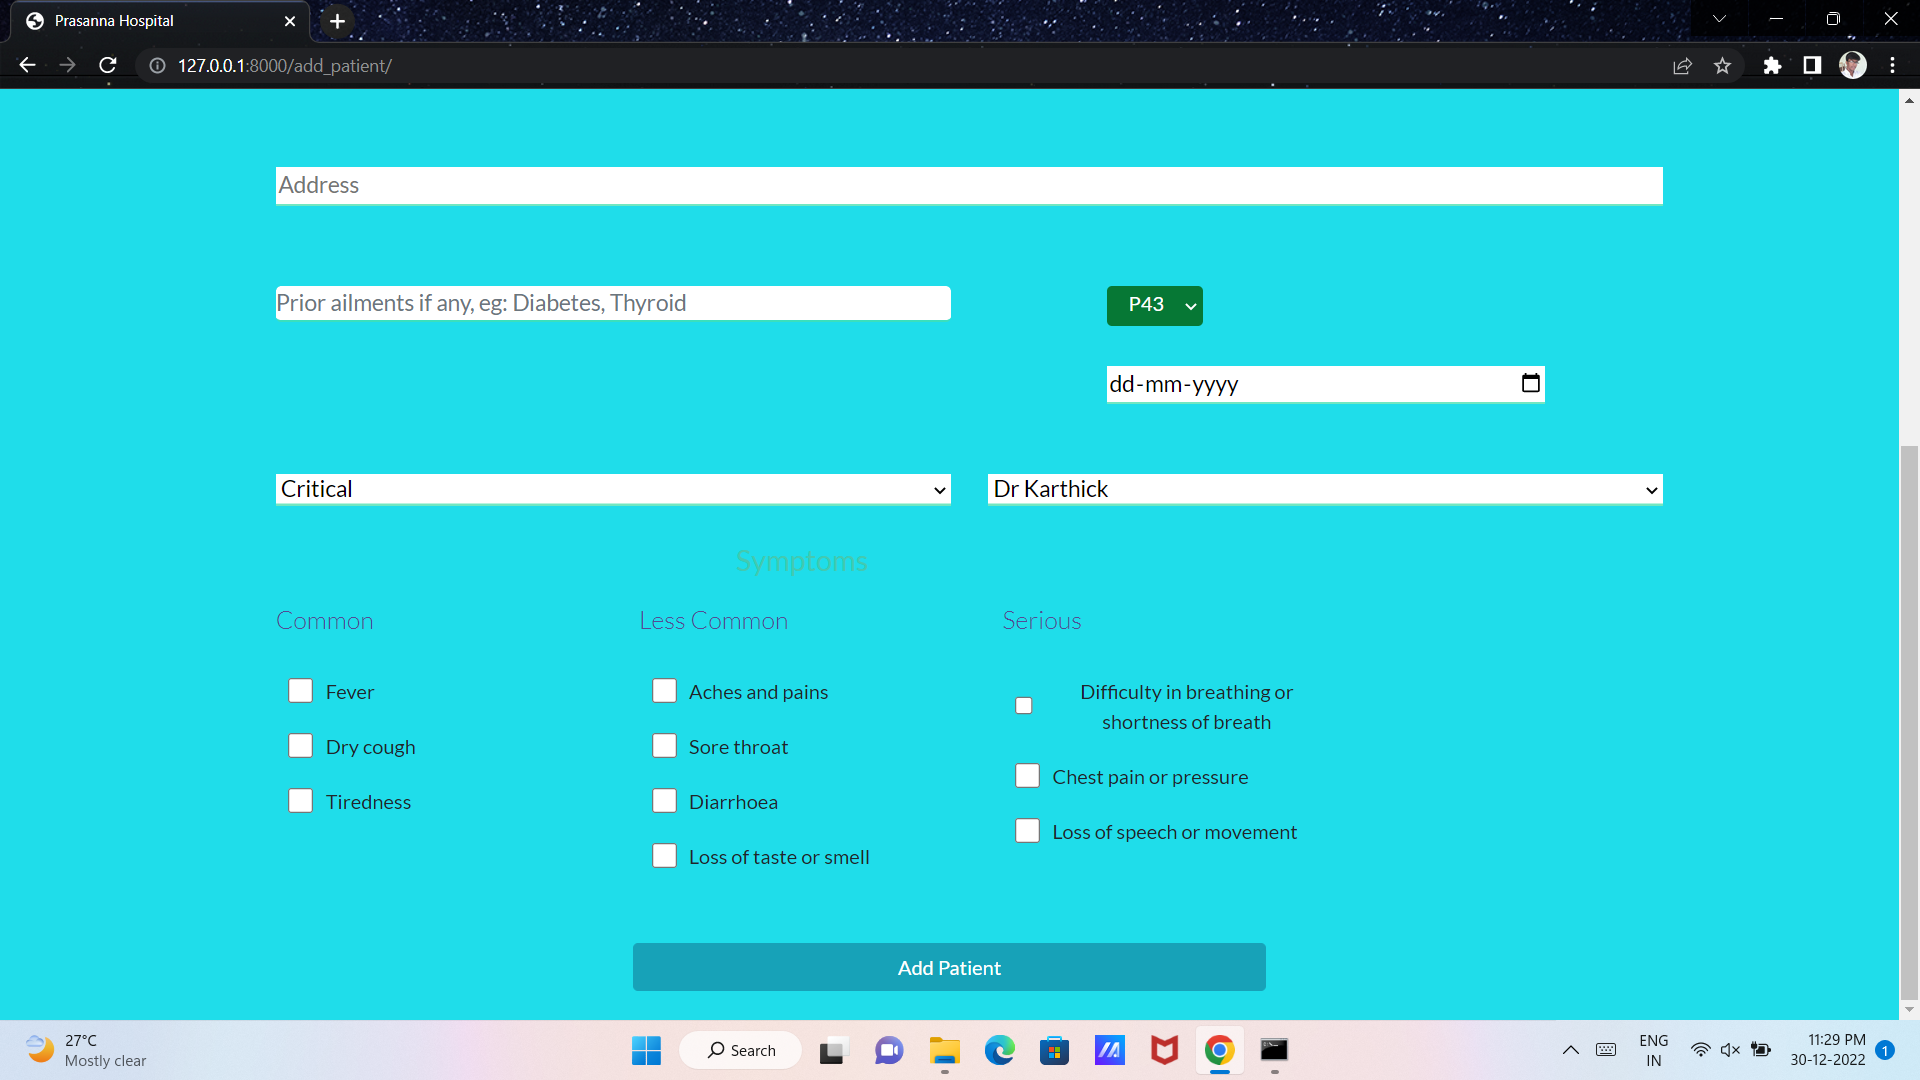 Prasanna Hospital
127.0.0.1:8000/add_patient/
Address
Prior ailments if any, eg: Diabetes, Thyroid
P43
dd-mm-yyyy
Critical
Dr Karthick
Symptoms
Common
Less Common
Serious
Fever
Dry cough
Tiredness
Aches and pains
Sore throat
Diarrhoea
Loss of taste or smell
Difficulty in breathing or
shortness of breath
Chest pain or pressure
Loss of speech or movement
Add Patient
27°C
Mostly clear
Search
ENG
IN
11:29 PM
30-12-2022
1